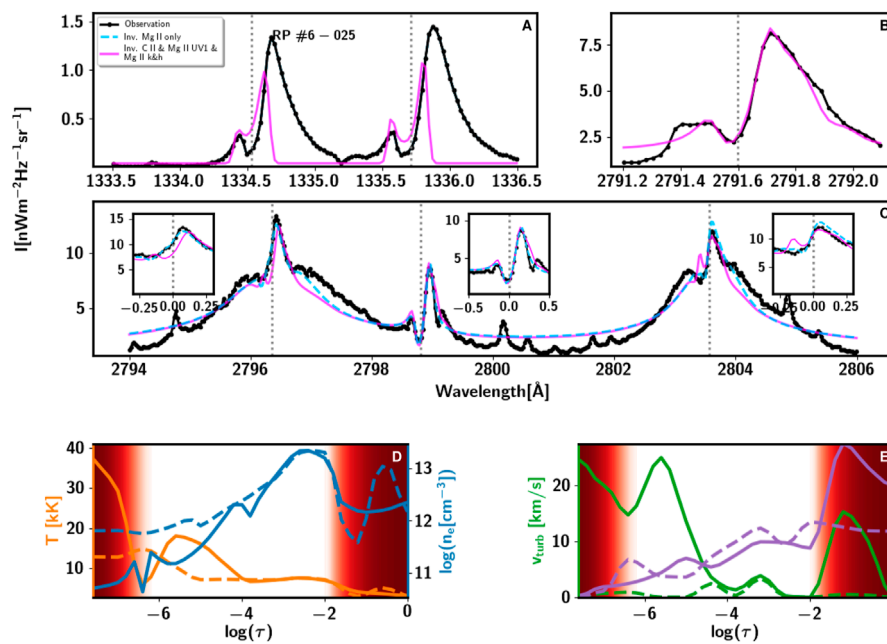 Observation
Inv. Mg II only
Inv. C II & Mg II UV1 &
Mg II k&h
RP #6 – 025
A
1.5
1.0
0.5
1333.5 1334.0 1334.5 1335.0 1335.5 1336.0 1336.5
B
7.5
5.0
2.5
2791.2 2791.4 2791.6 2791.8 2792.0
I[nWm⁻²Hz⁻¹sr⁻¹]
C
10
5
15
10
5
−0.25 0.00 0.25
10
5
0
−0.5 0.0 0.5
10
5
−0.25 0.00 0.25
2794 2796 2798 2800 2802 2804 2806
Wavelength[Å]
D
T [kK]
40
30
20
10
log(nₑ[cm⁻³])
13
12
11
−6 −4 −2 0
log(τ)
E
v_turb [km/s]
20
10
0
−6 −4 −2
log(τ)